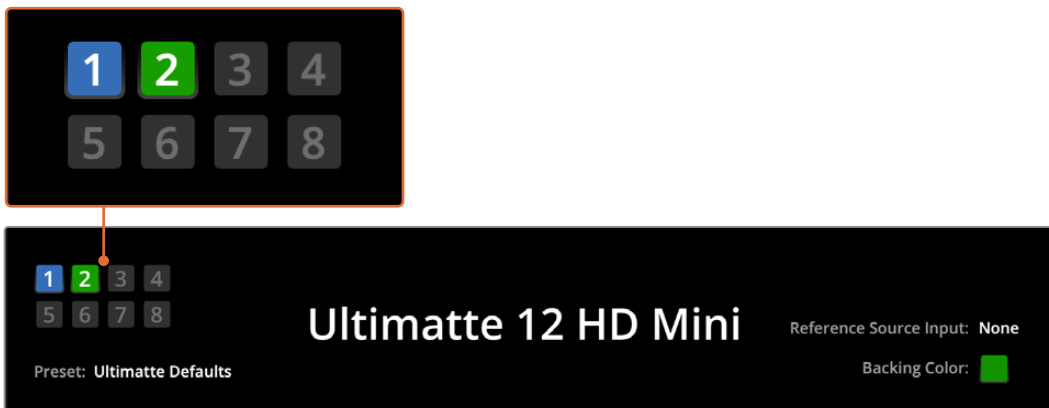 1 2 3 4
5 6 7 8
1 2 3 4
5 6 7 8
Ultimatte 12 HD Mini
Reference Source Input: None
Preset: Ultimatte Defaults
Backing Color: